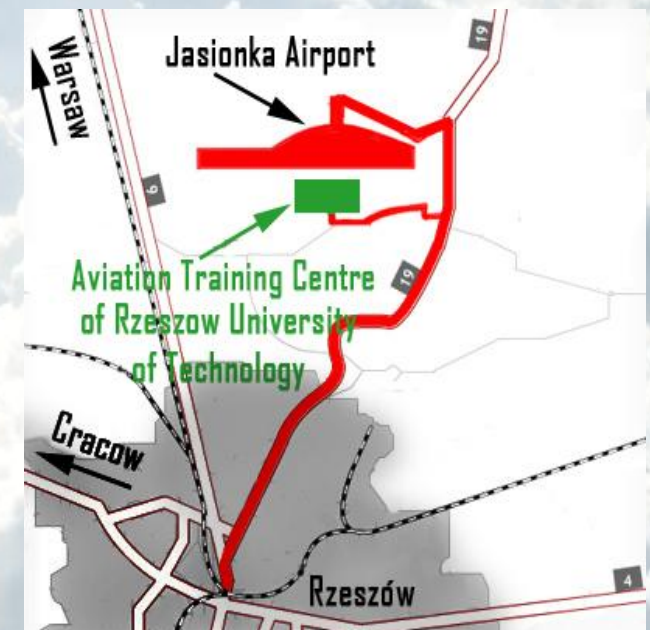 19
Jasionka Airport
Warsaw
9
Aviation Training Centre
of Rzeszow University
of Technology
19
Cracow
Rzeszów
4